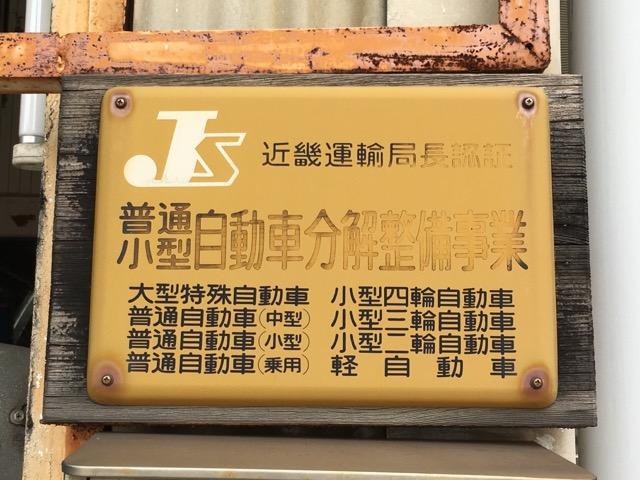 JS 近畿運輸局長認証
普通
小型 自動車分解整備事業
大型特殊自動車 小型四輪自動車
普通自動車(中型) 小型三輪自動車
普通自動車(小型) 小型二輪自動車
普通自動車(乗用) 軽自動車